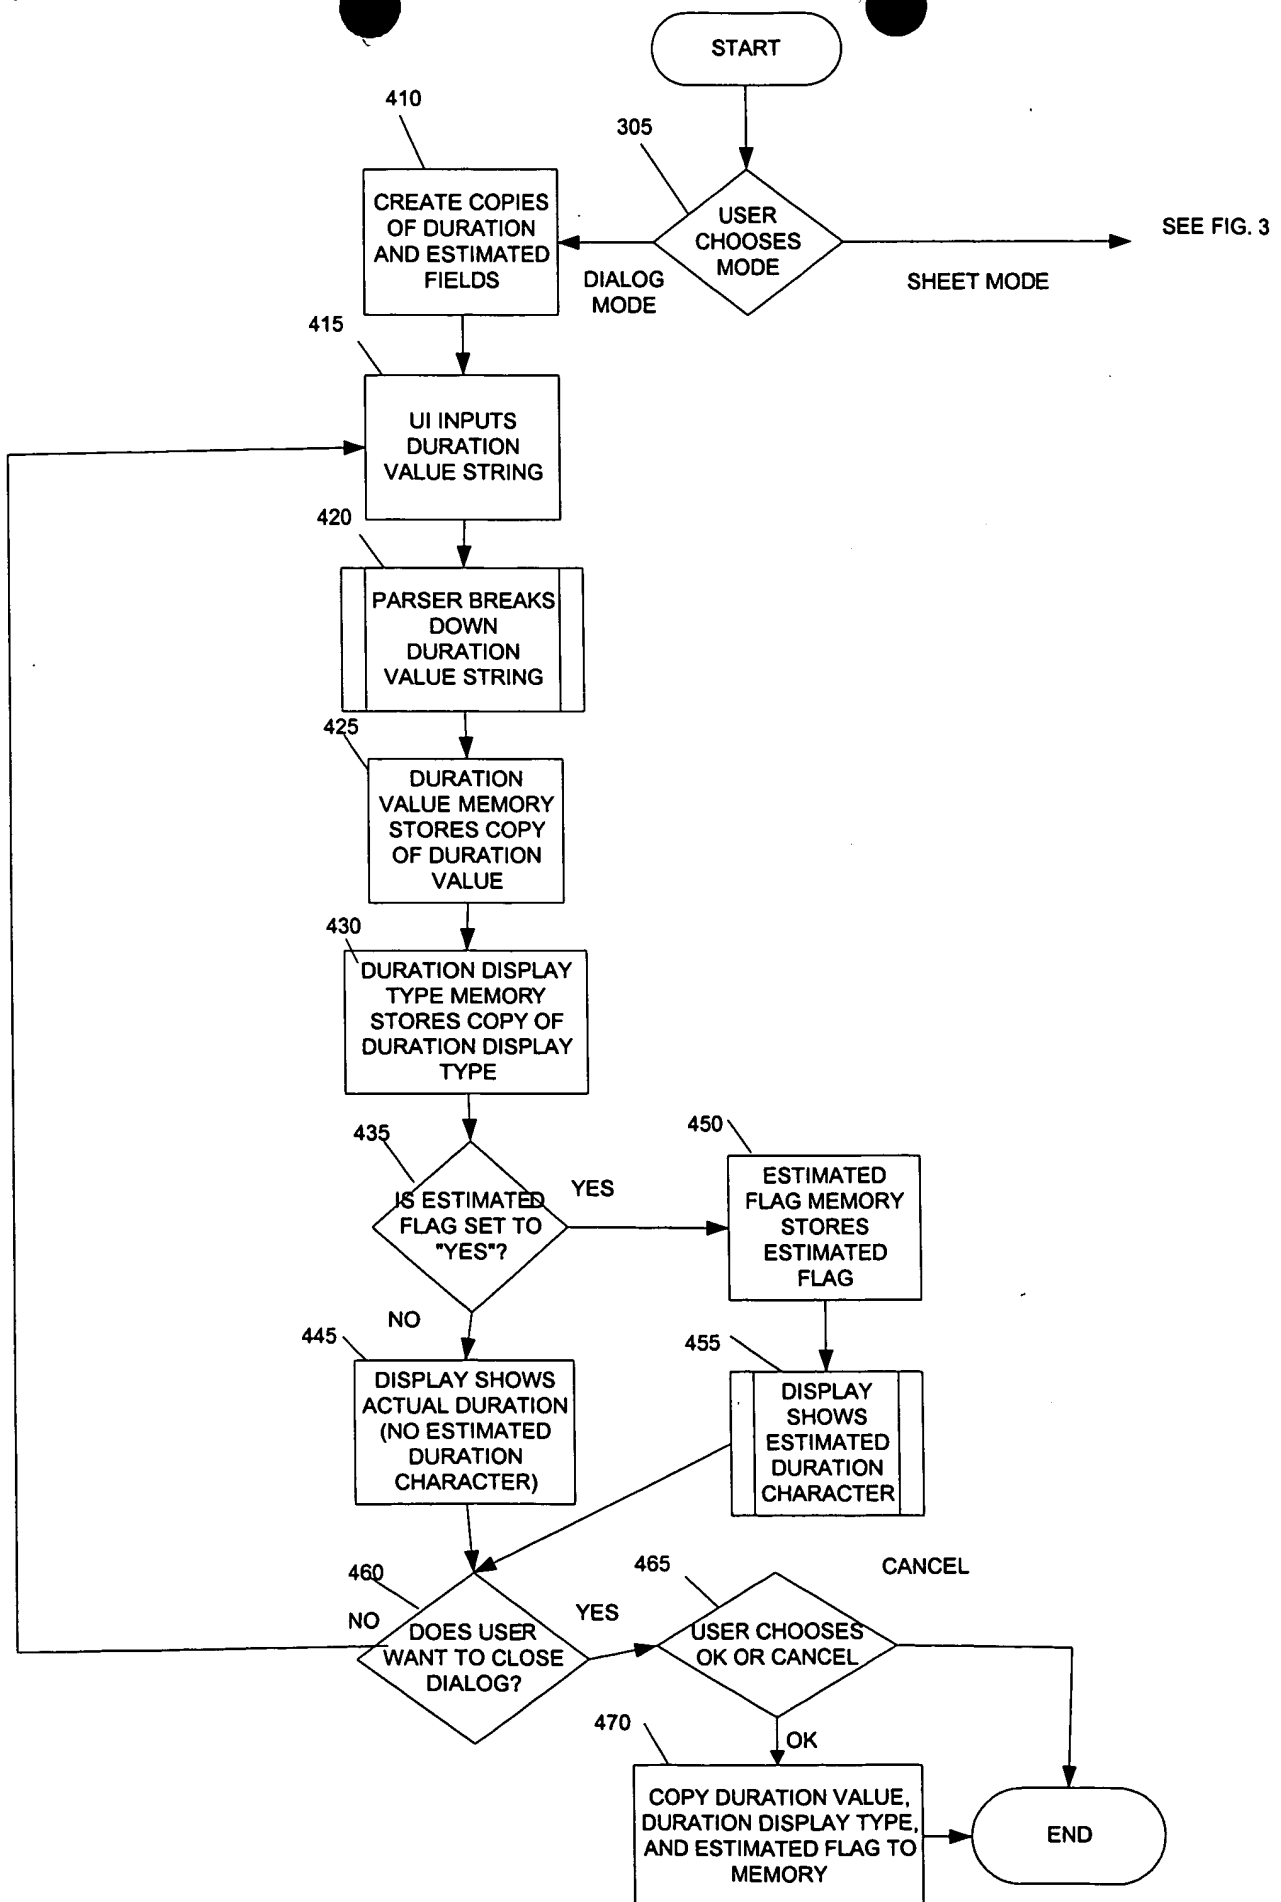 START
410
305
CREATE COPIES
OF DURATION
AND ESTIMATED
FIELDS
USER
CHOOSES
MODE
SEE FIG. 3
DIALOG
MODE
SHEET MODE
415
UI INPUTS
DURATION
VALUE STRING
420
PARSER BREAKS
DOWN
DURATION
VALUE STRING
425
DURATION
VALUE MEMORY
STORES COPY
OF DURATION
VALUE
430
DURATION DISPLAY
TYPE MEMORY
STORES COPY OF
DURATION DISPLAY
TYPE
435
IS ESTIMATED
FLAG SET TO
"YES"?
YES
450
ESTIMATED
FLAG MEMORY
STORES
ESTIMATED
FLAG
NO
445
DISPLAY SHOWS
ACTUAL DURATION
(NO ESTIMATED
DURATION
CHARACTER)
455
DISPLAY
SHOWS
ESTIMATED
DURATION
CHARACTER
460
NO
DOES USER
WANT TO CLOSE
DIALOG?
YES
465
USER CHOOSES
OK OR CANCEL
CANCEL
470
OK
COPY DURATION VALUE,
DURATION DISPLAY TYPE,
AND ESTIMATED FLAG TO
MEMORY
END